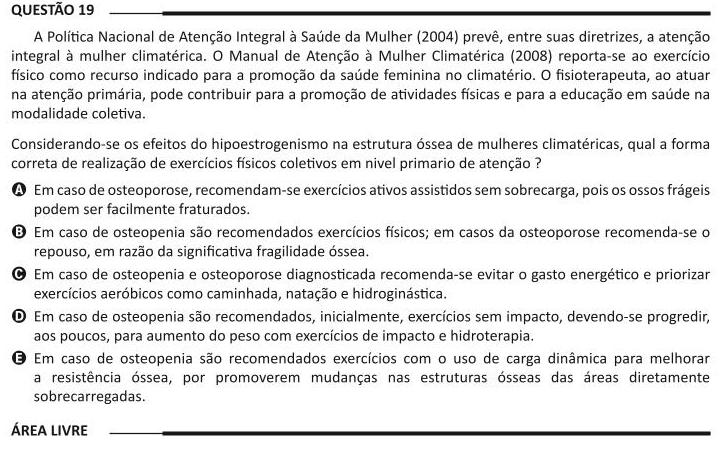 QUESTÃO 19
A Política Nacional de Atenção Integral à Saúde da Mulher (2004) prevê, entre suas diretrizes, a atenção
integral à mulher climatérica. O Manual de Atenção à Mulher Climatérica (2008) reporta-se ao exercício
físico como recurso indicado para a promoção da saúde feminina no climatério. O fisioterapeuta, ao atuar
na atenção primária, pode contribuir para a promoção de atividades físicas e para a educação em saúde na
modalidade coletiva.
Considerando-se os efeitos do hipoestrogenismo na estrutura óssea de mulheres climatéricas, qual a forma
correta de realização de exercícios físicos coletivos em nivel primario de atenção ?
A Em caso de osteoporose, recomendam-se exercícios ativos assistidos sem sobrecarga, pois os ossos frágeis
podem ser facilmente fraturados.
B Em caso de osteopenia são recomendados exercícios físicos; em casos da osteoporose recomenda-se o
repouso, em razão da significativa fragilidade óssea.
C Em caso de osteopenia e osteoporose diagnosticada recomenda-se evitar o gasto energético e priorizar
exercícios aeróbicos como caminhada, natação e hidroginástica.
D Em caso de osteopenia são recomendados, inicialmente, exercícios sem impacto, devendo-se progredir,
aos poucos, para aumento do peso com exercícios de impacto e hidroterapia.
E Em caso de osteopenia são recomendados exercícios com o uso de carga dinâmica para melhorar
a resistência óssea, por promoverem mudanças nas estruturas ósseas das áreas diretamente
sobrecarregadas.
ÁREA LIVRE